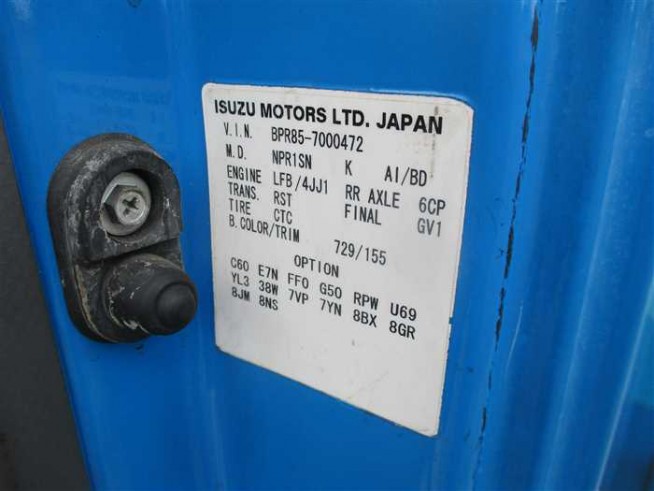 ISUZU MOTORS LTD. JAPAN
V.I.N. BPR85-7000472
M.D. NPR1SN K AI/BD
ENGINE LFB/4JJ1 RR AXLE 6CP
TRANS. RST FINAL GV1
TIRE CTC
B.COLOR/TRIM 729/155
OPTION
C60 E7N FF0 G50 RPW U69
YL3 38W 7VP 7YN 8BX 8GR
8JM 8NS